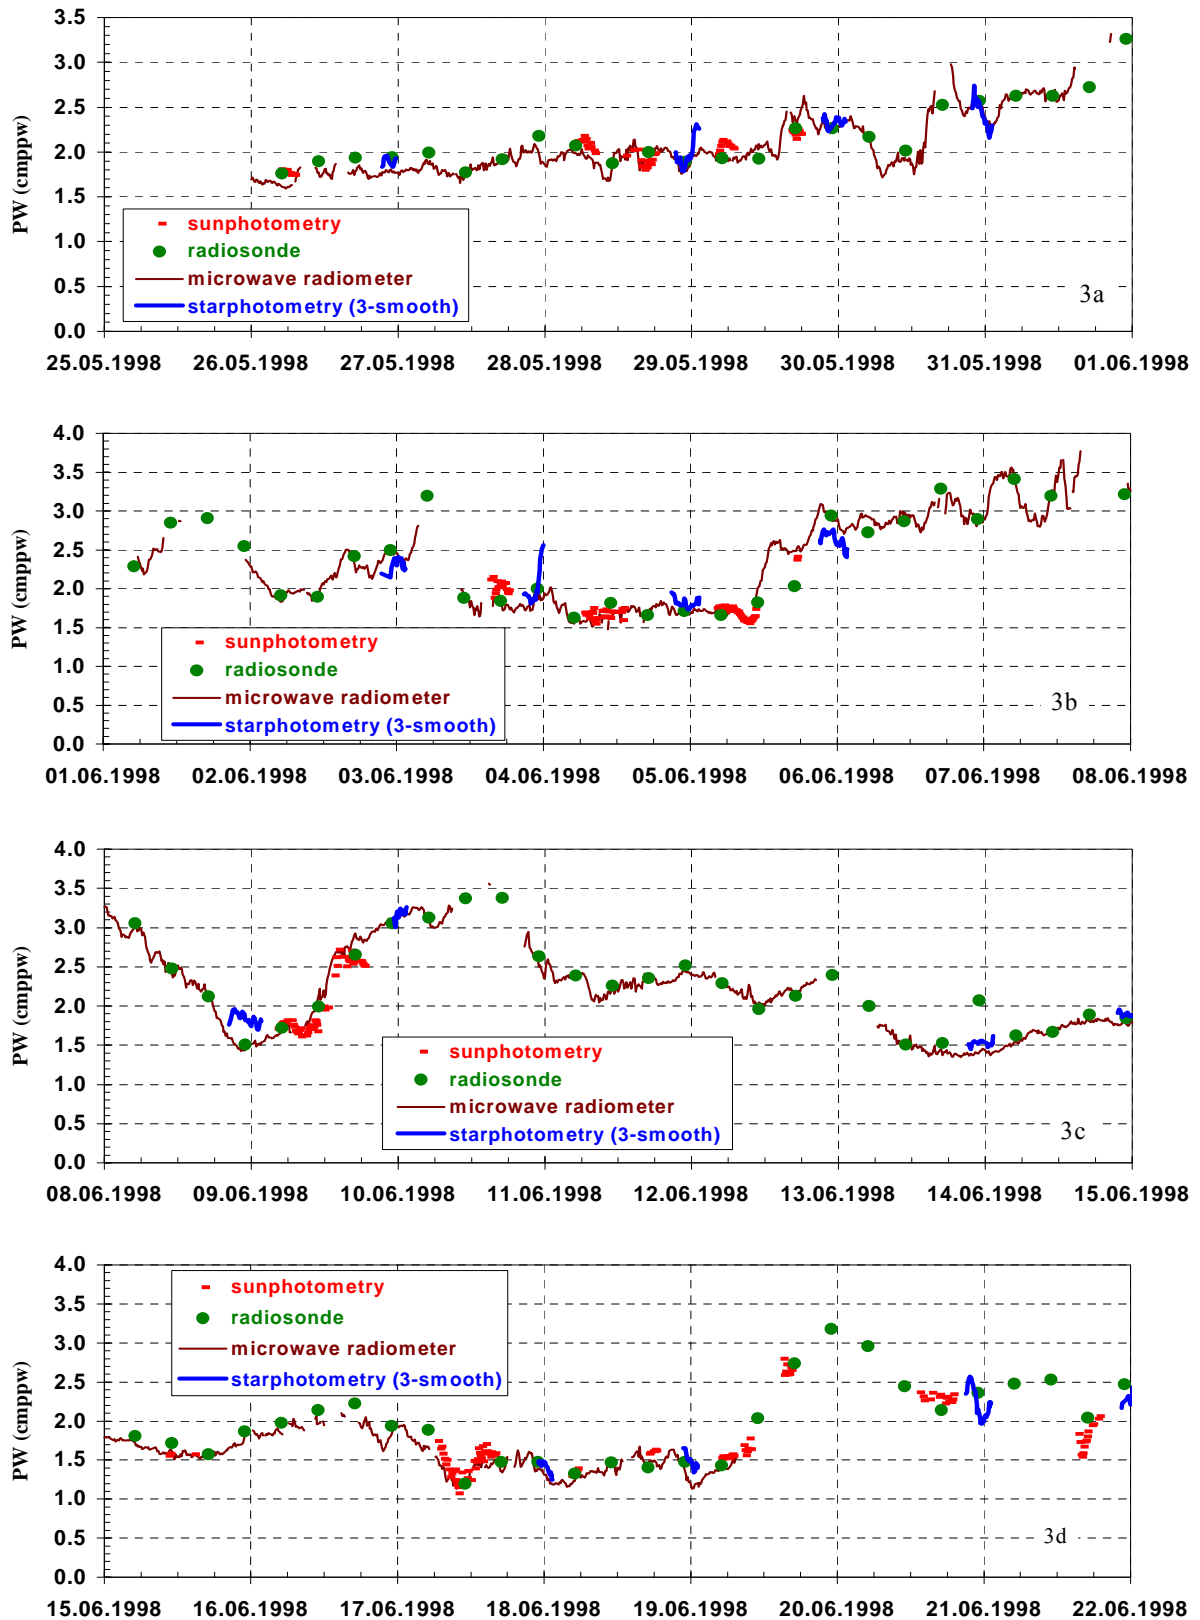 3.5
3.0
2.5
2.0
1.5
1.0
0.5
0.0
PW (cmppw)
sunphotometry
radiosonde
microwave radiometer
starphotometry (3-smooth)
3a
25.05.1998 26.05.1998 27.05.1998 28.05.1998 29.05.1998 30.05.1998 31.05.1998 01.06.1998
4.0
3.5
3.0
2.5
2.0
1.5
1.0
0.5
0.0
PW (cmppw)
sunphotometry
radiosonde
microwave radiometer
starphotometry (3-smooth)
3b
01.06.1998 02.06.1998 03.06.1998 04.06.1998 05.06.1998 06.06.1998 07.06.1998 08.06.1998
4.0
3.5
3.0
2.5
2.0
1.5
1.0
0.5
0.0
PW (cmppw)
sunphotometry
radiosonde
microwave radiometer
starphotometry (3-smooth)
3c
08.06.1998 09.06.1998 10.06.1998 11.06.1998 12.06.1998 13.06.1998 14.06.1998 15.06.1998
4.0
3.5
3.0
2.5
2.0
1.5
1.0
0.5
0.0
PW (cmppw)
sunphotometry
radiosonde
microwave radiometer
starphotometry (3-smooth)
3d
15.06.1998 16.06.1998 17.06.1998 18.06.1998 19.06.1998 20.06.1998 21.06.1998 22.06.1998